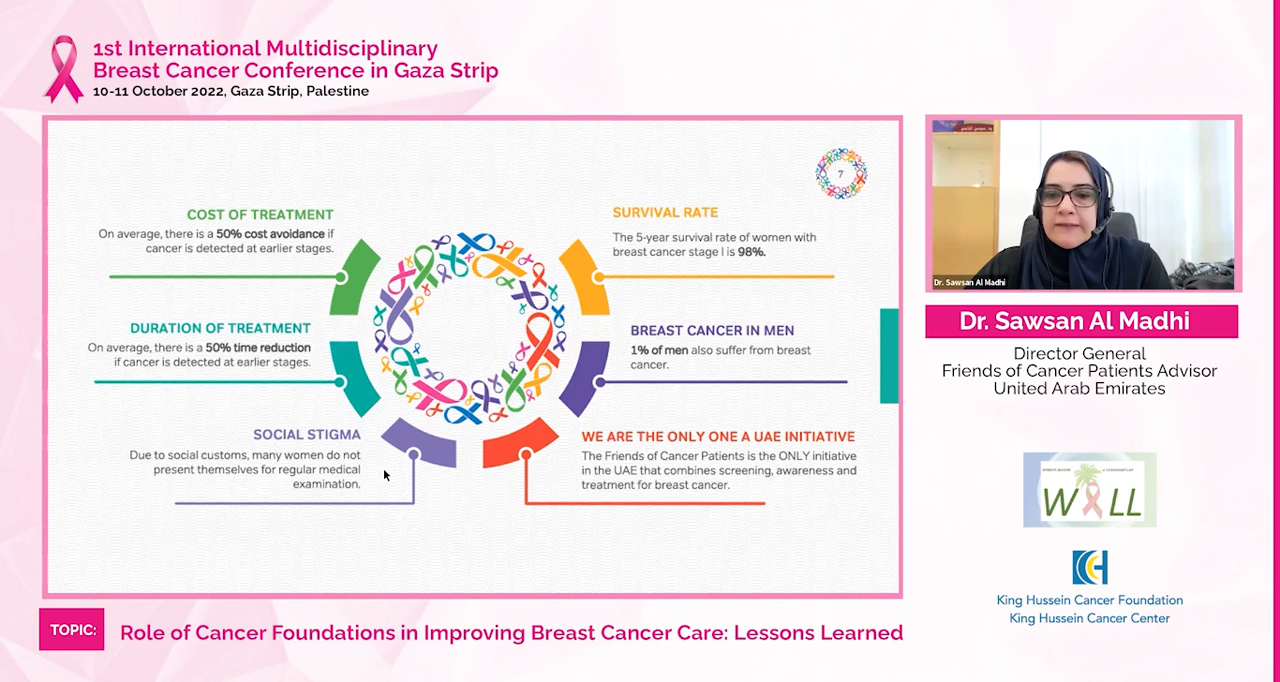 1st International Multidisciplinary
Breast Cancer Conference in Gaza Strip
10-11 October 2022, Gaza Strip, Palestine
7
COST OF TREATMENT
On average, there is a 50% cost avoidance if
cancer is detected at earlier stages.
DURATION OF TREATMENT
On average, there is a 50% time reduction
if cancer is detected at earlier stages.
SOCIAL STIGMA
Due to social customs, many women do not
present themselves for regular medical
examination.
SURVIVAL RATE
The 5-year survival rate of women with
breast cancer stage I is 98%.
BREAST CANCER IN MEN
1% of men also suffer from breast
cancer.
WE ARE THE ONLY ONE A UAE INITIATIVE
The Friends of Cancer Patients is the ONLY initiative
in the UAE that combines screening, awareness and
treatment for breast cancer.
Dr. Sawsan Al Madhi
Dr. Sawsan Al Madhi
Director General
Friends of Cancer Patients Advisor
United Arab Emirates
W LL
King Hussein Cancer Foundation
King Hussein Cancer Center
TOPIC:
Role of Cancer Foundations in Improving Breast Cancer Care: Lessons Learned